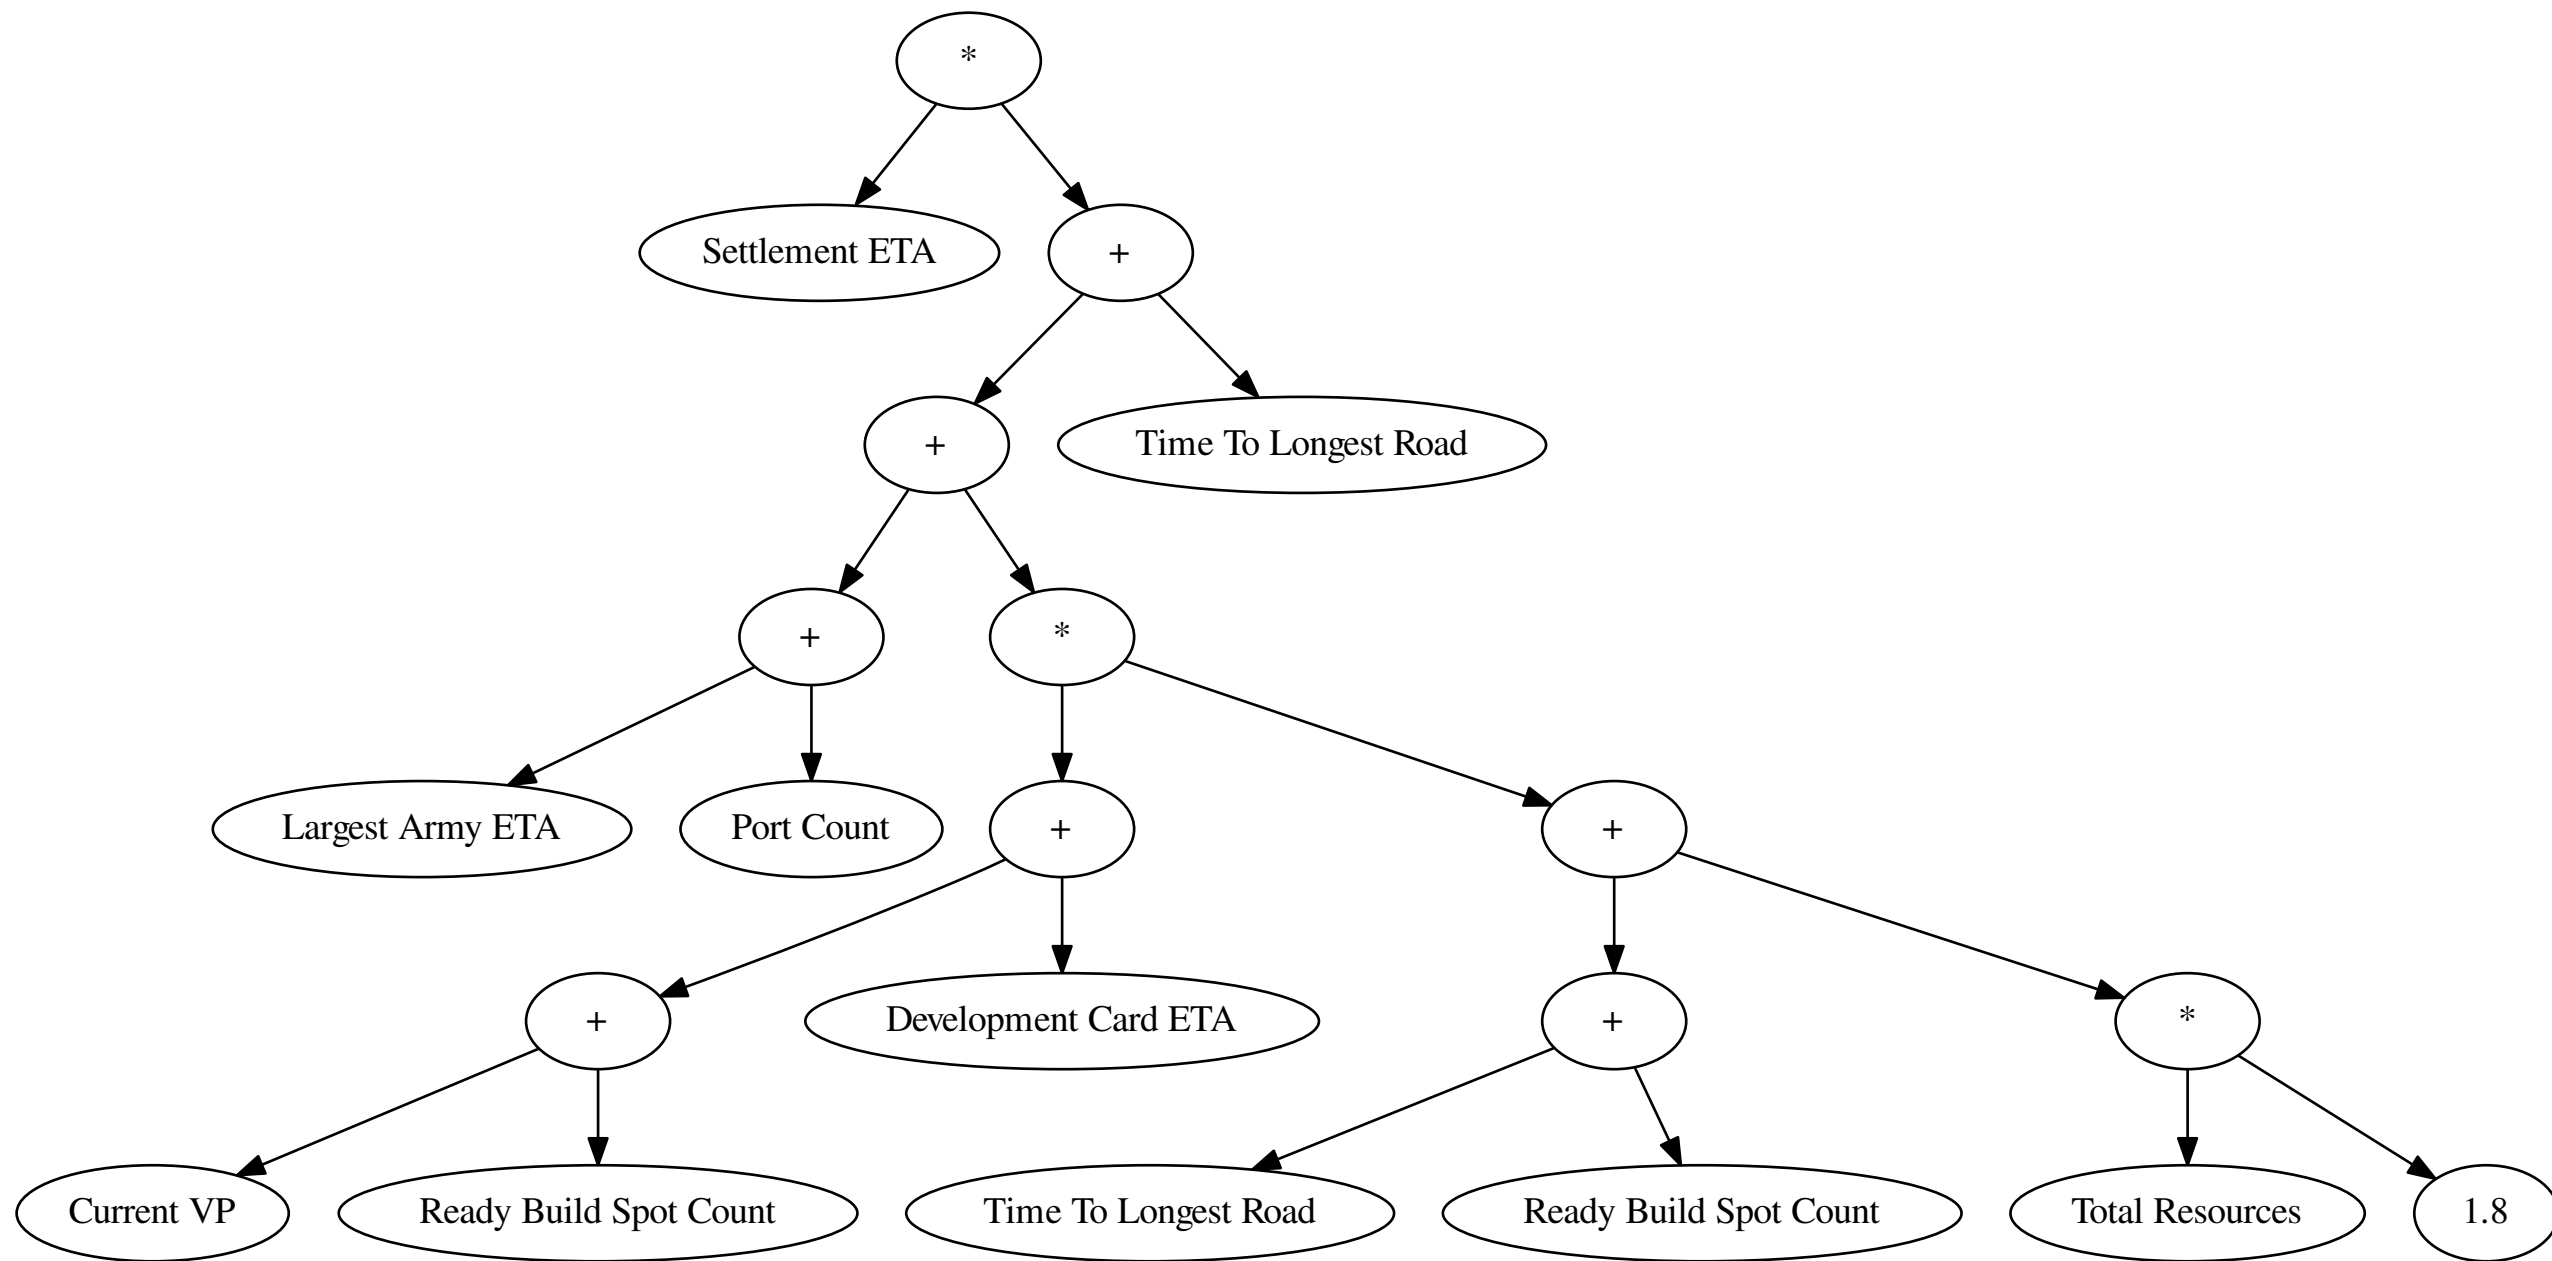 *
Settlement ETA
+
+
Time To Longest Road
+
*
Largest Army ETA
Port Count
+
+
+
Development Card ETA
+
*
Current VP
Ready Build Spot Count
Time To Longest Road
Ready Build Spot Count
Total Resources
1.8